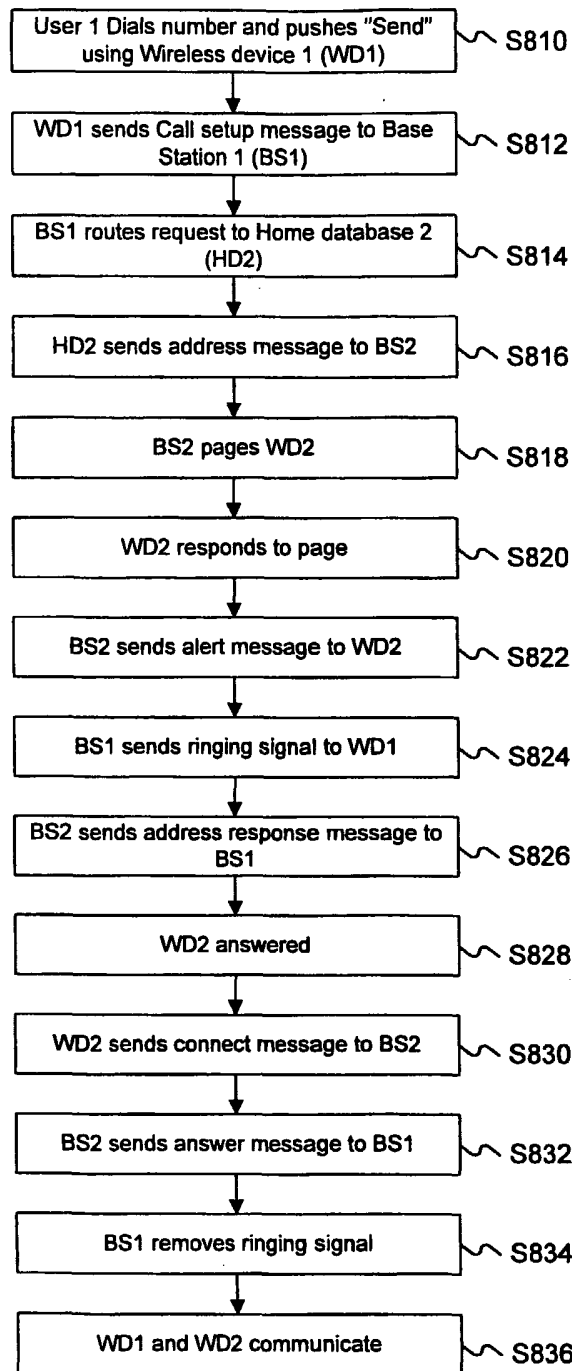 User 1 Dials number and pushes "Send"
using Wireless device 1 (WD1)
S810
WD1 sends Call setup message to Base
Station 1 (BS1)
S812
BS1 routes request to Home database 2
(HD2)
S814
HD2 sends address message to BS2
S816
BS2 pages WD2
S818
WD2 responds to page
S820
BS2 sends alert message to WD2
S822
BS1 sends ringing signal to WD1
S824
BS2 sends address response message to
BS1
S826
WD2 answered
S828
WD2 sends connect message to BS2
S830
BS2 sends answer message to BS1
S832
BS1 removes ringing signal
S834
WD1 and WD2 communicate
S836